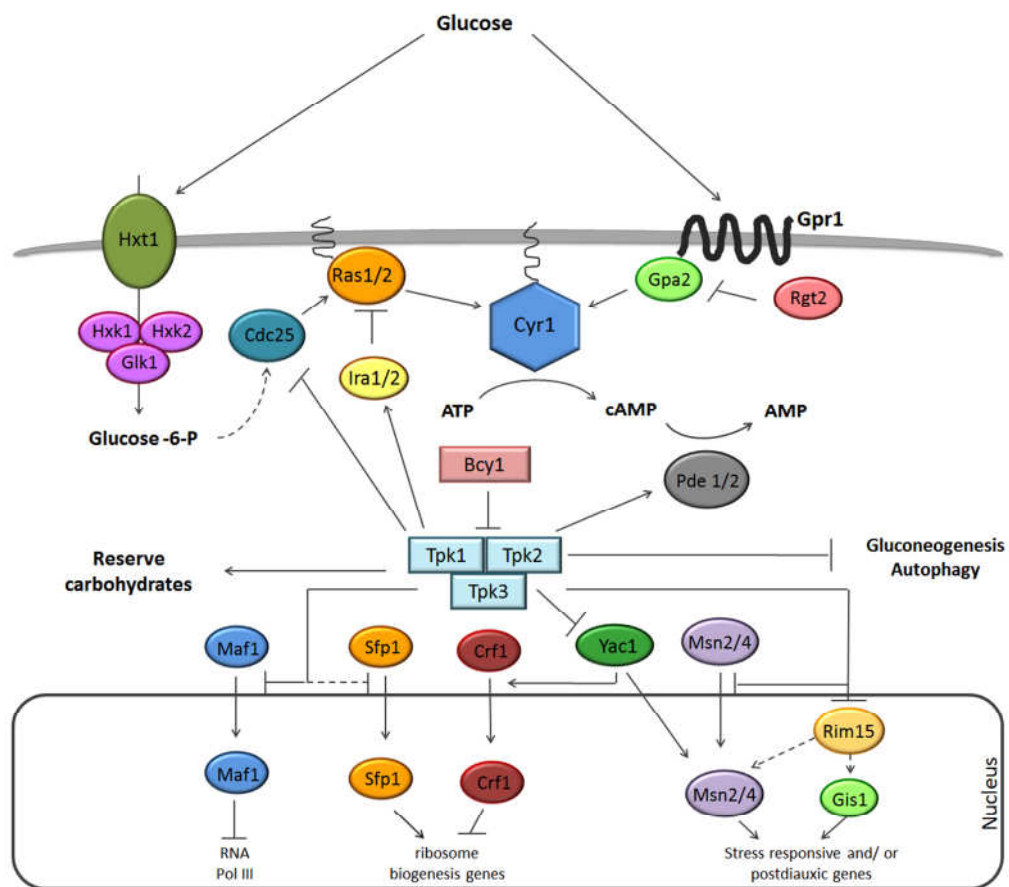 Glucose
Gpr1
Hxt1
Ras1/2
Gpa2
Rgt2
Cyr1
Hxk1
Hxk2
Glk1
Cdc25
Ira1/2
ATP
cAMP
AMP
Glucose -6-P
Bcy1
Pde 1/2
Tpk1
Tpk2
Tpk3
Reserve
carbohydrates
Gluconeogenesis
Autophagy
Maf1
Sfp1
Crf1
Yac1
Msn2/4
Rim15
Maf1
Sfp1
Crf1
Msn2/4
Gis1
Nucleus
RNA
Pol III
ribosome
biogenesis genes
Stress responsive and/ or
postdiauxic genes